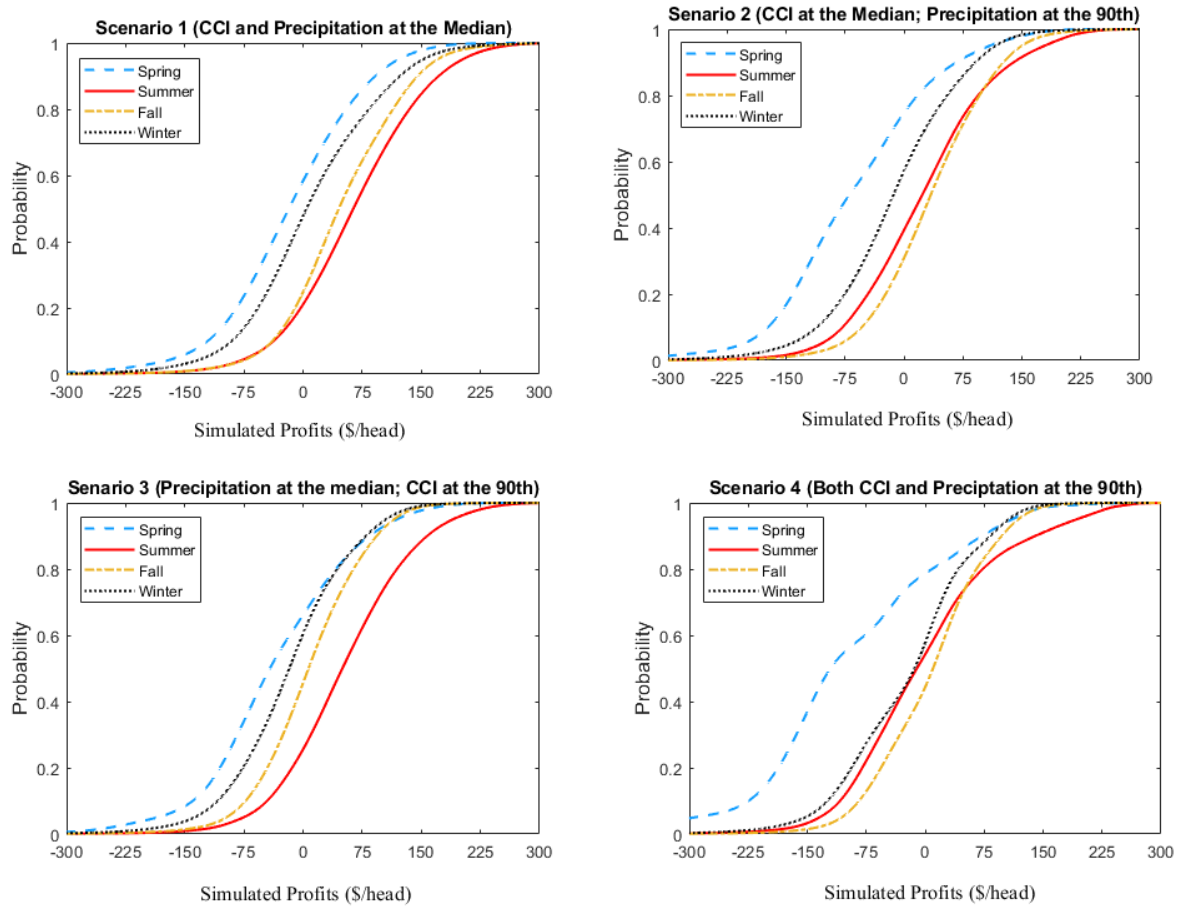 Scenario 1 (CCI and Precipitation at the Median)
1
0.8
0.6
0.4
0.2
0
Probability
Spring
Summer
Fall
Winter
-300 -225 -150 -75 0 75 150 225 300
Simulated Profits ($/head)
Senario 2 (CCI at the Median; Precipitation at the 90th)
1
0.8
0.6
0.4
0.2
0
Probability
Spring
Summer
Fall
Winter
-300 -225 -150 -75 0 75 150 225 300
Simulated Profits ($/head)
Senario 3 (Precipitation at the median; CCI at the 90th)
1
0.8
0.6
0.4
0.2
0
Probability
Spring
Summer
Fall
Winter
-300 -225 -150 -75 0 75 150 225 300
Simulated Profits ($/head)
Scenario 4 (Both CCI and Preciptation at the 90th)
1
0.8
0.6
0.4
0.2
0
Probability
Spring
Summer
Fall
Winter
-300 -225 -150 -75 0 75 150 225 300
Simulated Profits ($/head)